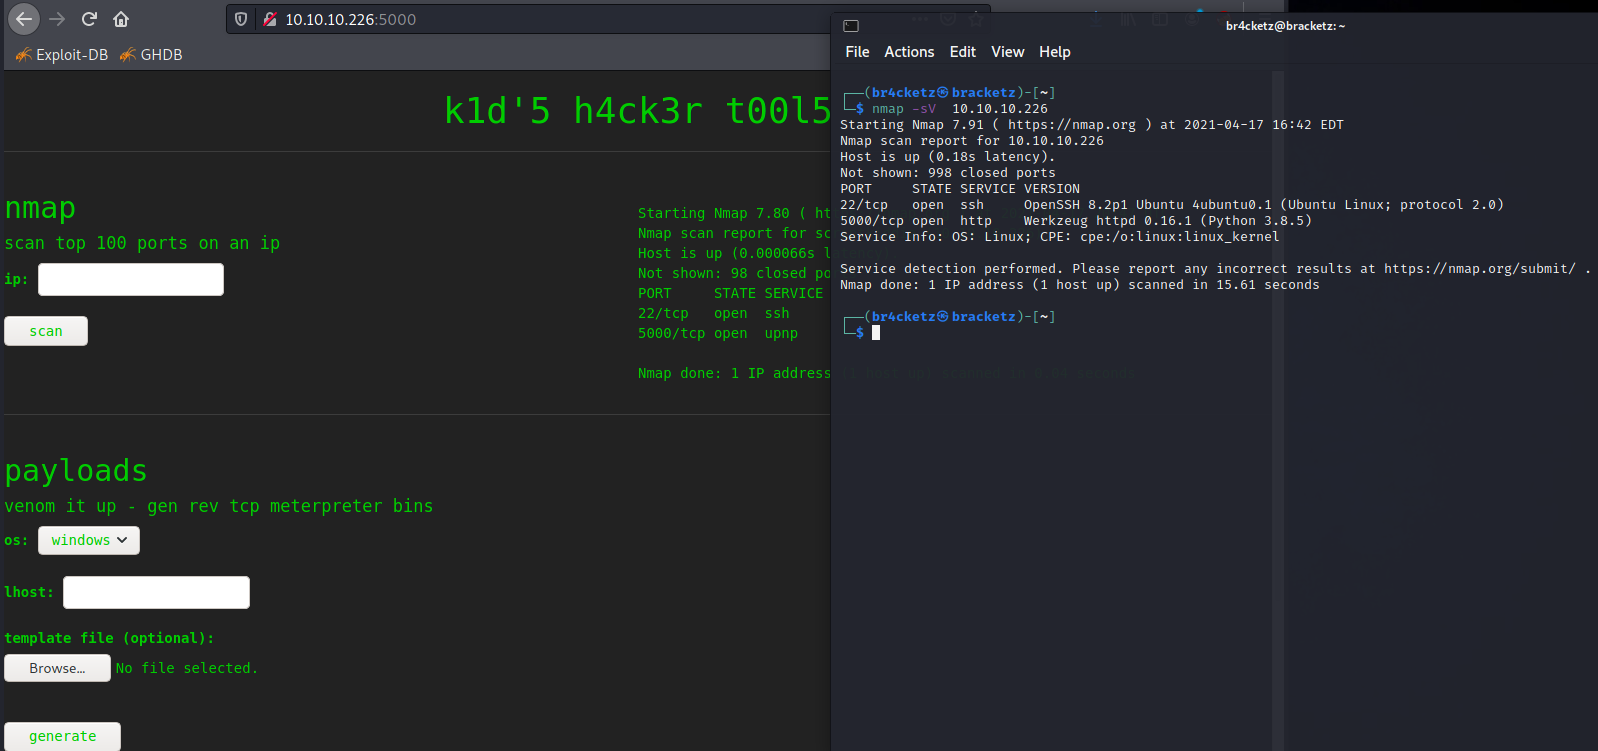 10.10.10.226:5000
Exploit-DB GHDB
k1d'5 h4ck3r t00l5
nmap
scan top 100 ports on an ip
ip:
scan
Starting Nmap 7.80 ( ht
Nmap scan report for sc
Host is up (0.000066s l
Not shown: 98 closed po
PORT     STATE SERVICE
22/tcp   open  ssh
5000/tcp open  upnp
Nmap done: 1 IP address
payloads
venom it up - gen rev tcp meterpreter bins
os: windows
lhost:
template file (optional):
Browse... No file selected.
generate
br4cketz@bracketz: ~
File Actions Edit View Help
┌──(br4cketz㉿bracketz)-[~]
└─$ nmap -sV  10.10.10.226
Starting Nmap 7.91 ( https://nmap.org ) at 2021-04-17 16:42 EDT
Nmap scan report for 10.10.10.226
Host is up (0.18s latency).
Not shown: 998 closed ports
PORT     STATE SERVICE VERSION
22/tcp   open  ssh     OpenSSH 8.2p1 Ubuntu 4ubuntu0.1 (Ubuntu Linux; protocol 2.0)
5000/tcp open  http    Werkzeug httpd 0.16.1 (Python 3.8.5)
Service Info: OS: Linux; CPE: cpe:/o:linux:linux_kernel
Service detection performed. Please report any incorrect results at https://nmap.org/submit/ .
Nmap done: 1 IP address (1 host up) scanned in 15.61 seconds
┌──(br4cketz㉿bracketz)-[~]
└─$